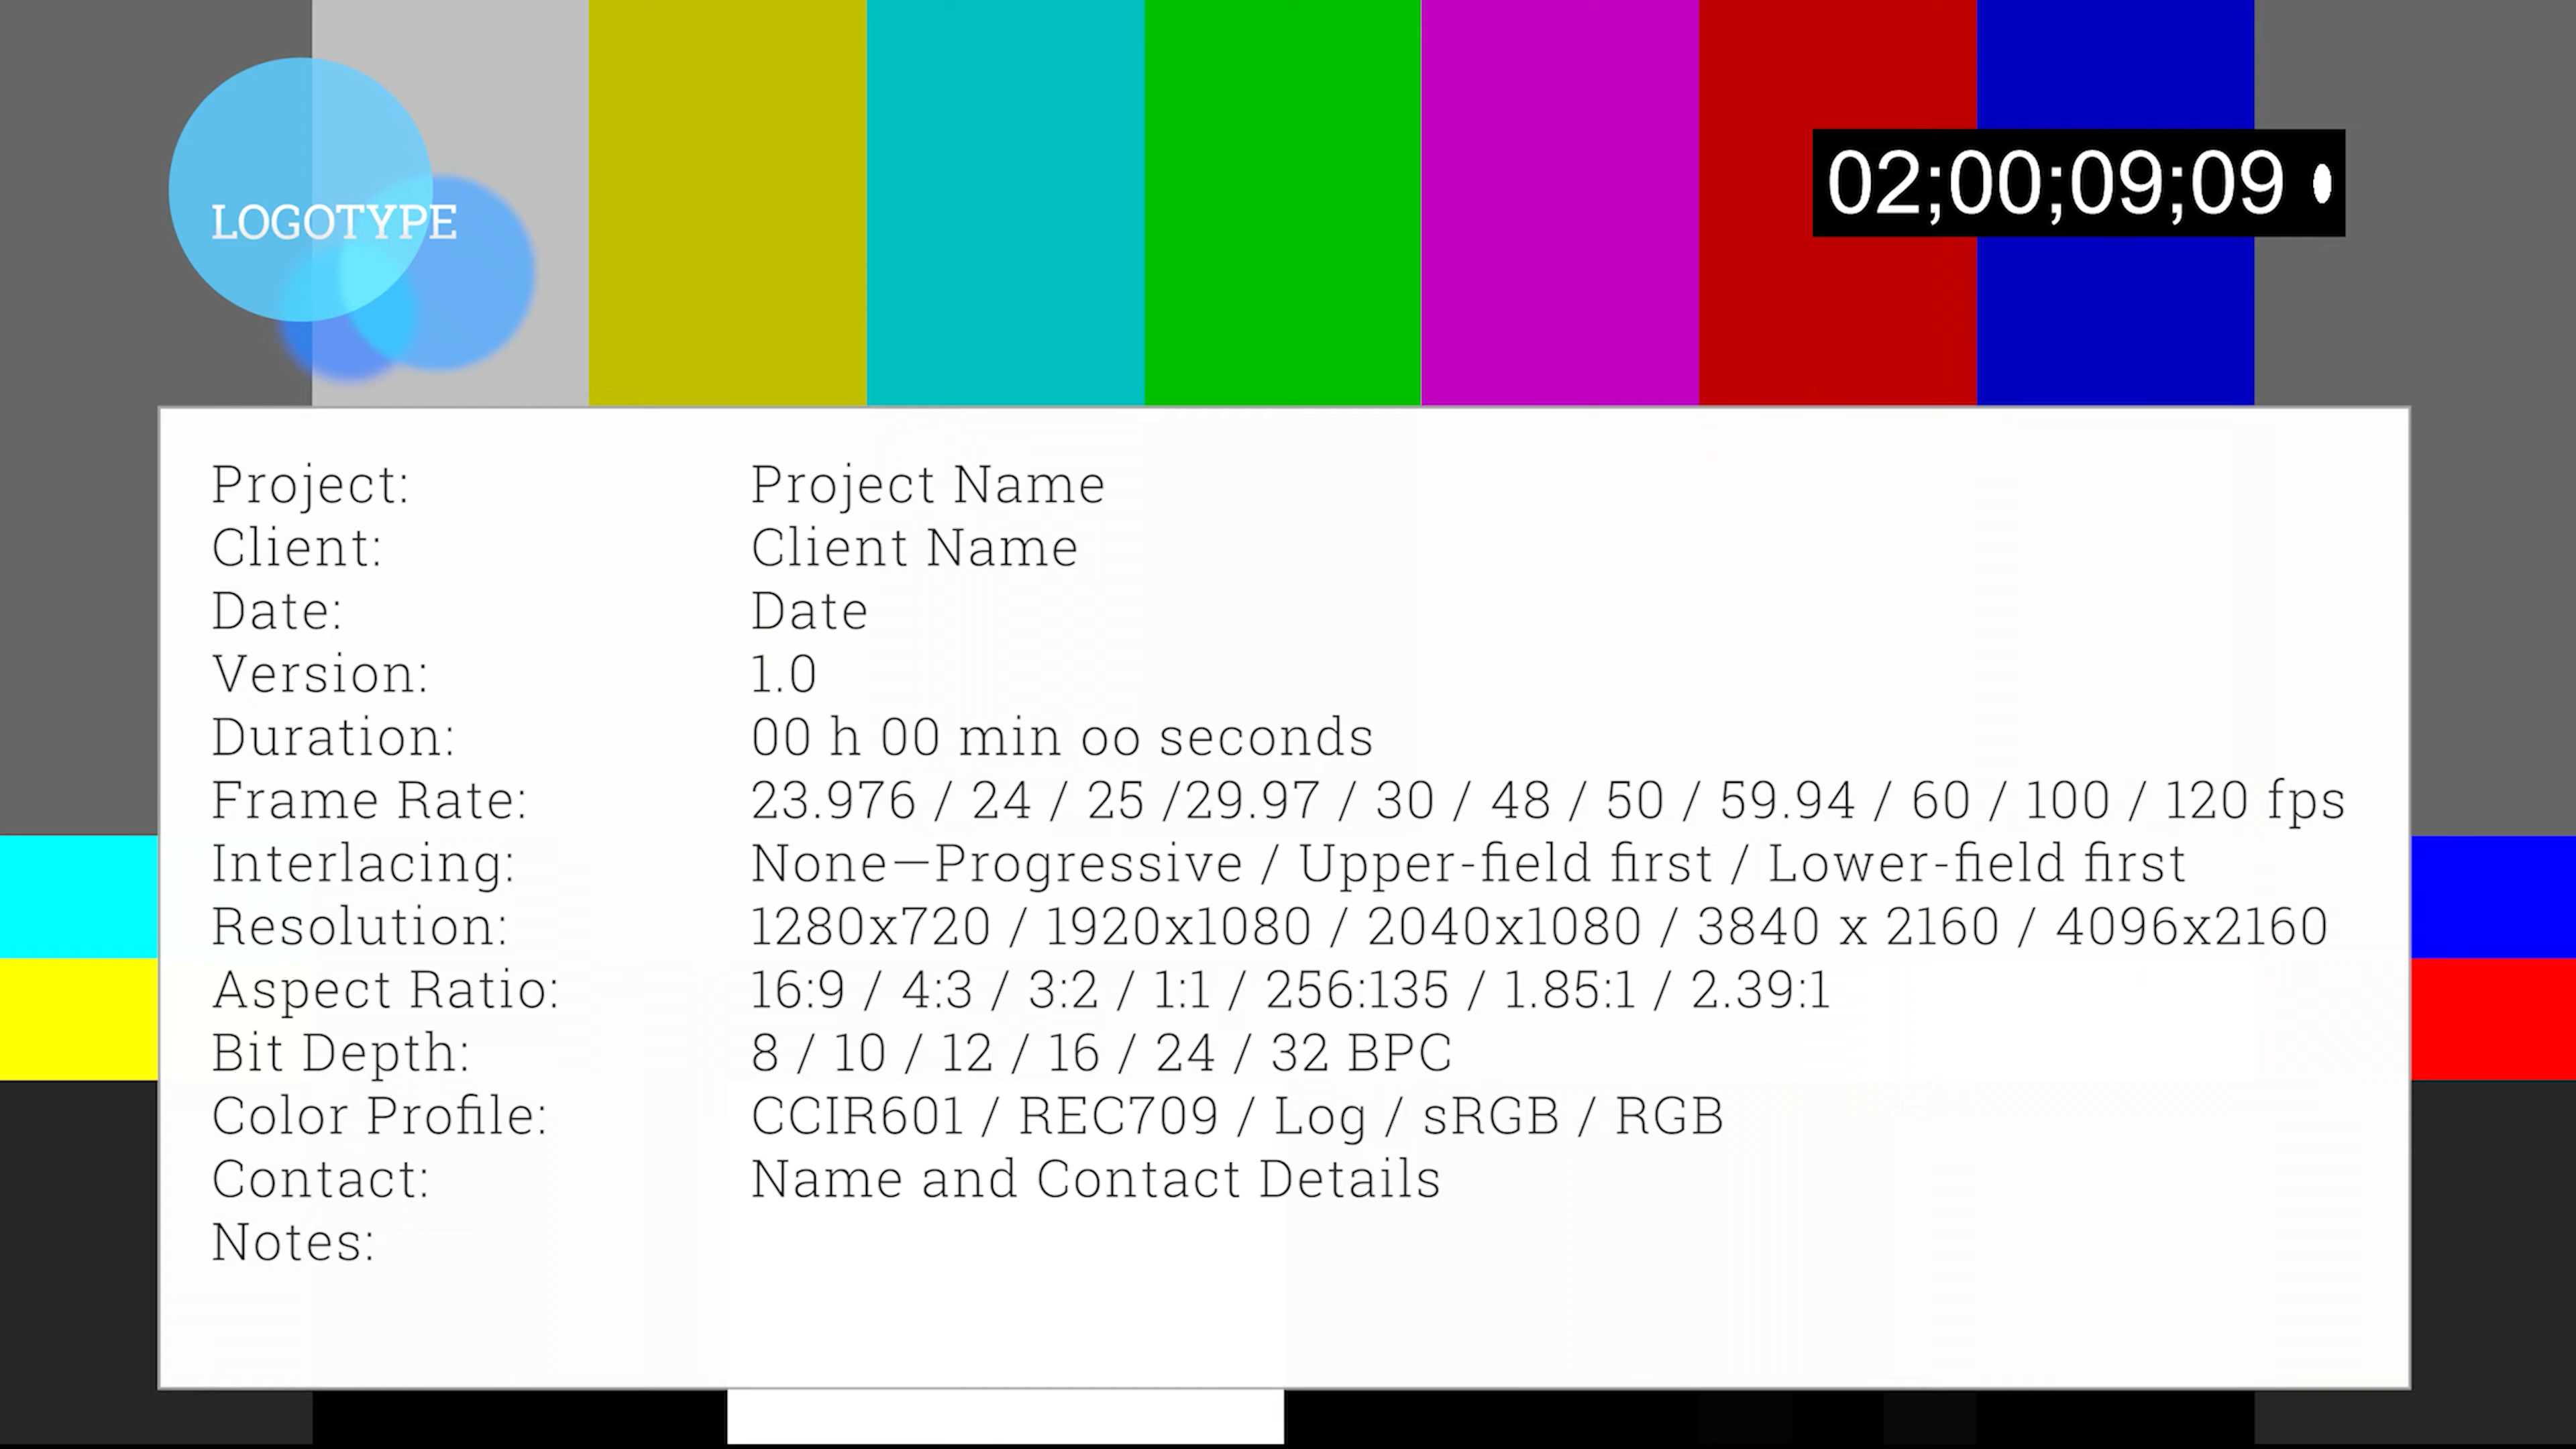 LOGOTYPE
02;00;09;09
Project: Project Name
Client: Client Name
Date: Date
Version: 1.0
Duration: 00 h 00 min oo seconds
Frame Rate: 23.976 / 24 / 25 /29.97 / 30 / 48 / 50 / 59.94 / 60 / 100 / 120 fps
Interlacing: None—Progressive / Upper-field first / Lower-field first
Resolution: 1280x720 / 1920x1080 / 2040x1080 / 3840 x 2160 / 4096x2160
Aspect Ratio: 16:9 / 4:3 / 3:2 / 1:1 / 256:135 / 1.85:1 / 2.39:1
Bit Depth: 8 / 10 / 12 / 16 / 24 / 32 BPC
Color Profile: CCIR601 / REC709 / Log / sRGB / RGB
Contact: Name and Contact Details
Notes: